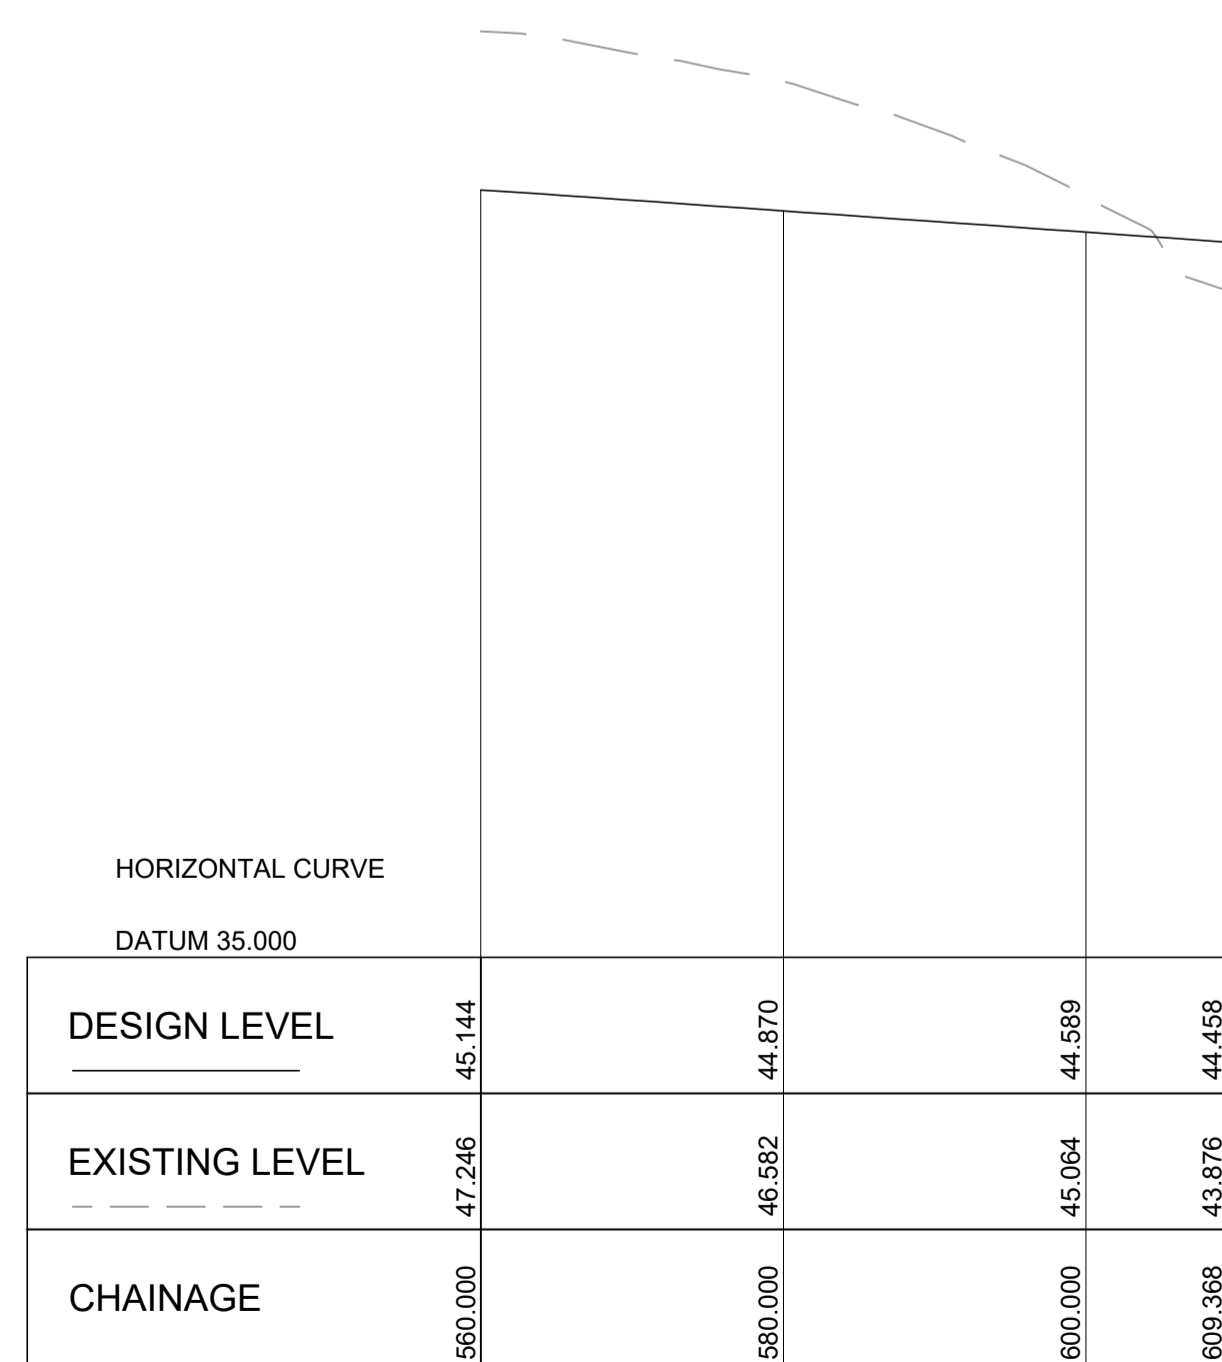 HORIZONTAL CURVE
DATUM 35.000
DESIGN LEVEL 45.144 44.870 44.589 44.458
EXISTING LEVEL 47.246 46.582 45.064 43.876
CHAINAGE 560.000 580.000 600.000 609.368